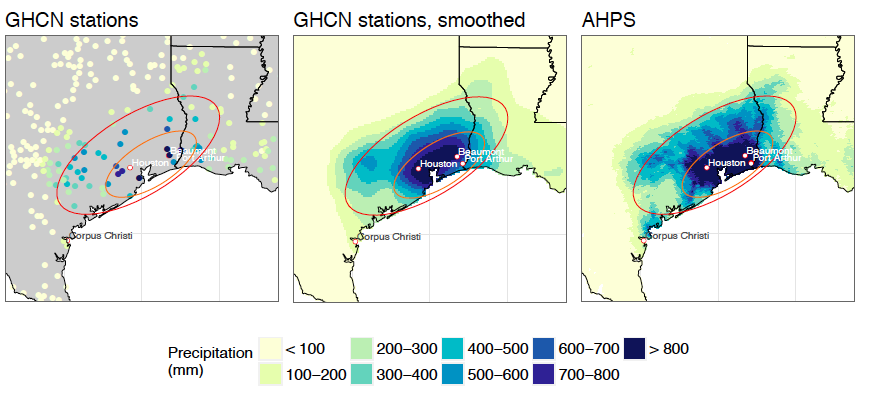 GHCN stations
GHCN stations, smoothed
AHPS
Beaumont
Houston
Port Arthur
Corpus Christi
Beaumont
Houston
Port Arthur
Corpus Christi
Beaumont
Houston
Port Arthur
Corpus Christi
Precipitation
(mm)
< 100
200–300
400–500
600–700
> 800
100–200
300–400
500–600
700–800